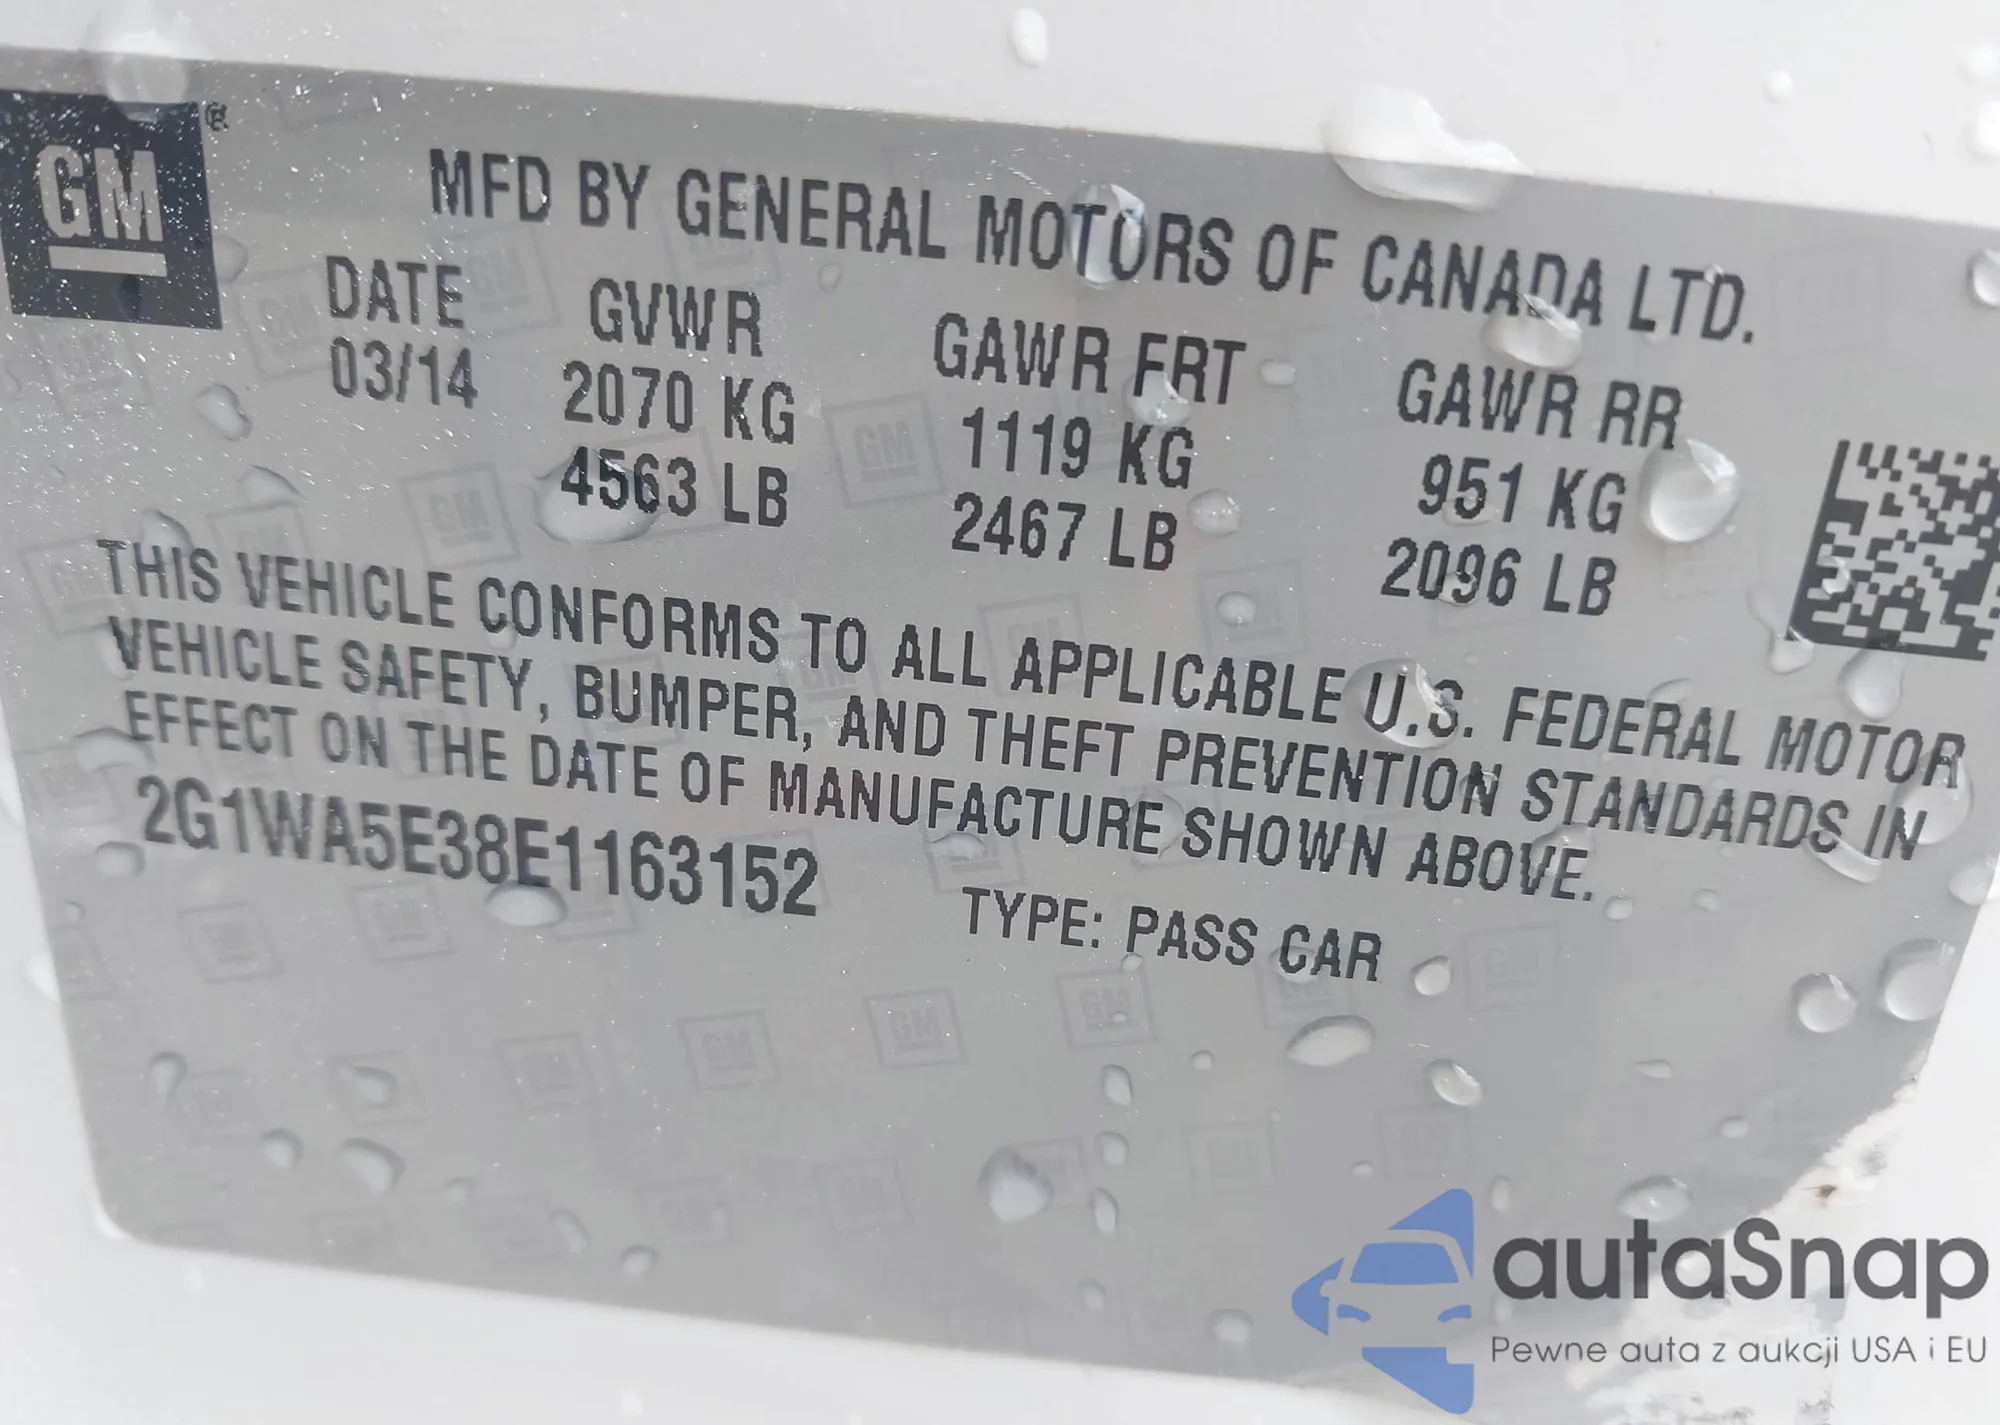 GM
MFD BY GENERAL MOTORS OF CANADA LTD.
DATE GVWR GAWR FRT GAWR RR
03/14 2070 KG 1119 KG 951 KG
4563 LB 2467 LB 2096 LB
THIS VEHICLE CONFORMS TO ALL APPLICABLE U.S. FEDERAL MOTOR
VEHICLE SAFETY, BUMPER, AND THEFT PREVENTION STANDARDS IN
EFFECT ON THE DATE OF MANUFACTURE SHOWN ABOVE.
2G1WA5E38E1163152 TYPE: PASS CAR
autaSnap
Pewne auta z aukcji USA i EU